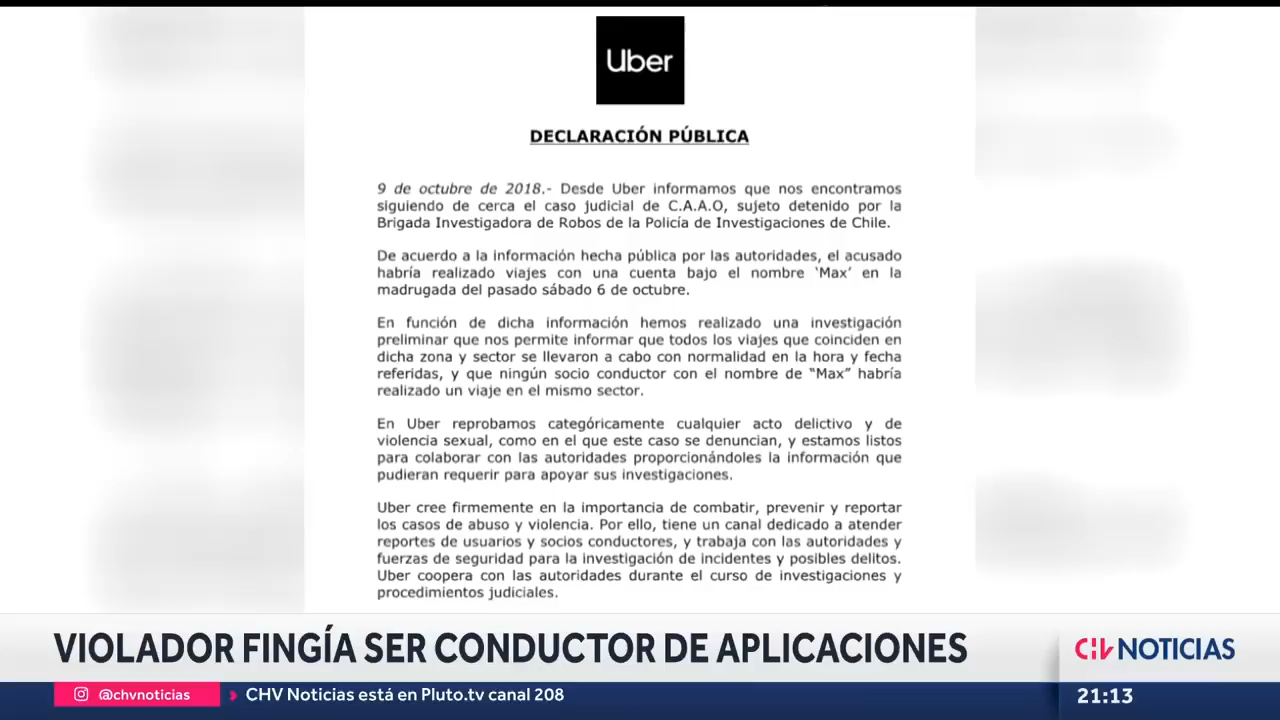 Uber
DECLARACIÓN PÚBLICA
9 de octubre de 2018.- Desde Uber informamos que nos encontramos
siguiendo de cerca el caso judicial de C.A.A.O, sujeto detenido por la
Brigada Investigadora de Robos de la Policía de Investigaciones de Chile.
De acuerdo a la información hecha pública por las autoridades, el acusado
habría realizado viajes con una cuenta bajo el nombre ‘Max’ en la
madrugada del pasado sábado 6 de octubre.
En función de dicha información hemos realizado una investigación
preliminar que nos permite informar que todos los viajes que coinciden en
dicha zona y sector se llevaron a cabo con normalidad en la hora y fecha
referidas, y que ningún socio conductor con el nombre de “Max” habría
realizado un viaje en el mismo sector.
En Uber reprobamos categóricamente cualquier acto delictivo y de
violencia sexual, como en el que este caso se denuncian, y estamos listos
para colaborar con las autoridades proporcionándoles la información que
pudieran requerir para apoyar sus investigaciones.
Uber cree firmemente en la importancia de combatir, prevenir y reportar
los casos de abuso y violencia. Por ello, tiene un canal dedicado a atender
reportes de usuarios y socios conductores, y trabaja con las autoridades y
fuerzas de seguridad para la investigación de incidentes y posibles delitos.
Uber coopera con las autoridades durante el curso de investigaciones y
procedimientos judiciales.
VIOLADOR FINGÍA SER CONDUCTOR DE APLICACIONES
CHV NOTICIAS
@chvnoticias
CHV Noticias está en Pluto.tv canal 208
21:13